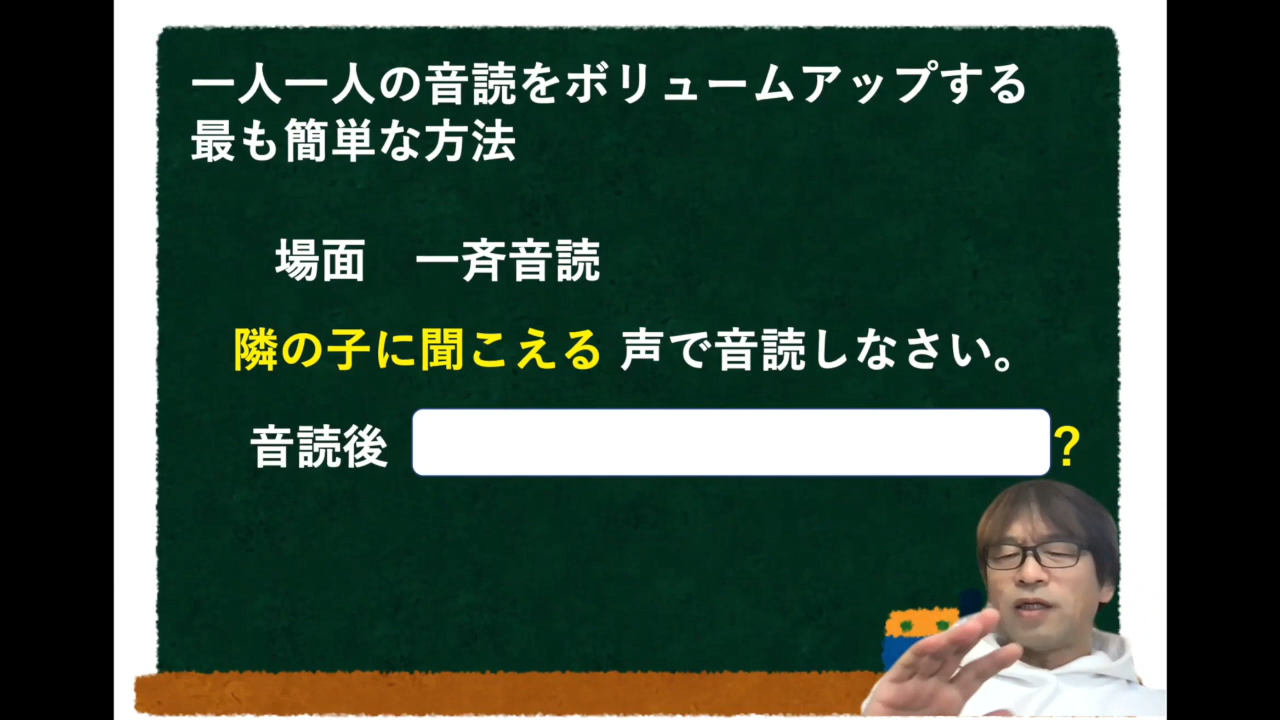 一人一人の音読をボリュームアップする
最も簡単な方法
場面　一斉音読
隣の子に聞こえる 声で音読しなさい。
音読後 ?